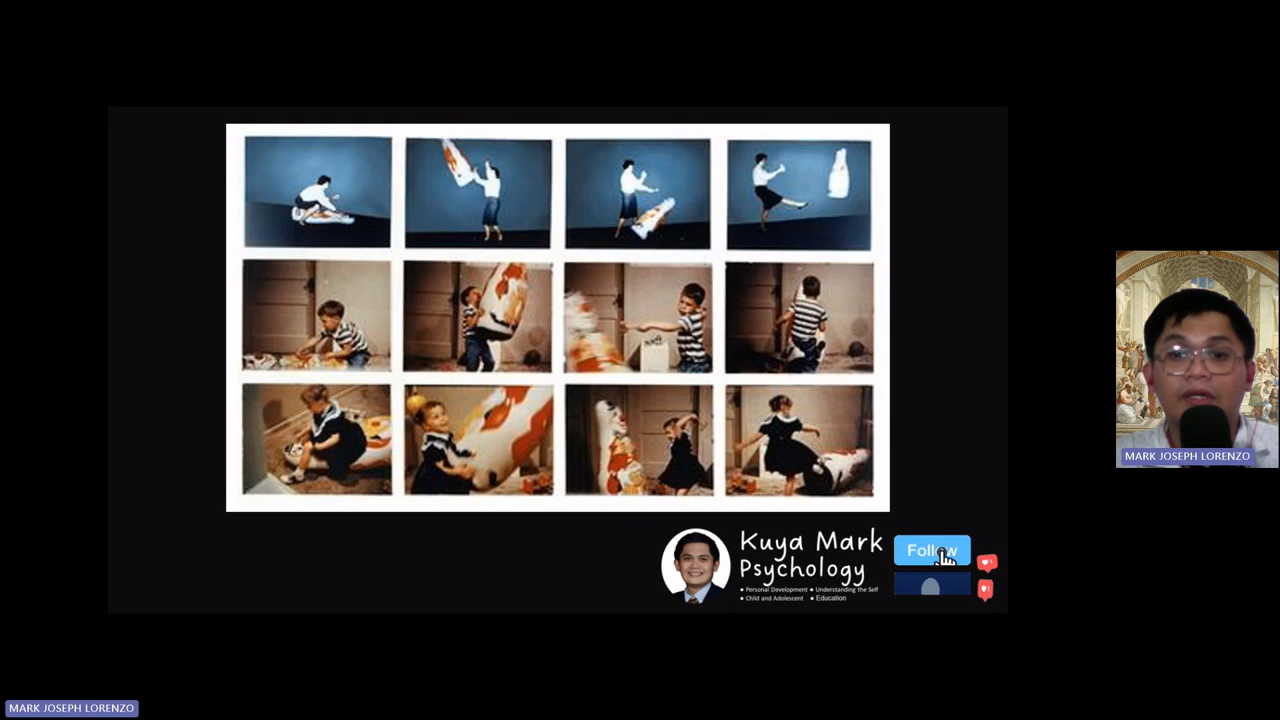 Kuya Mark
Psychology
• Personal Development • Understanding the Self
• Child and Adolescent • Education
Follow
MARK JOSEPH LORENZO
MARK JOSEPH LORENZO